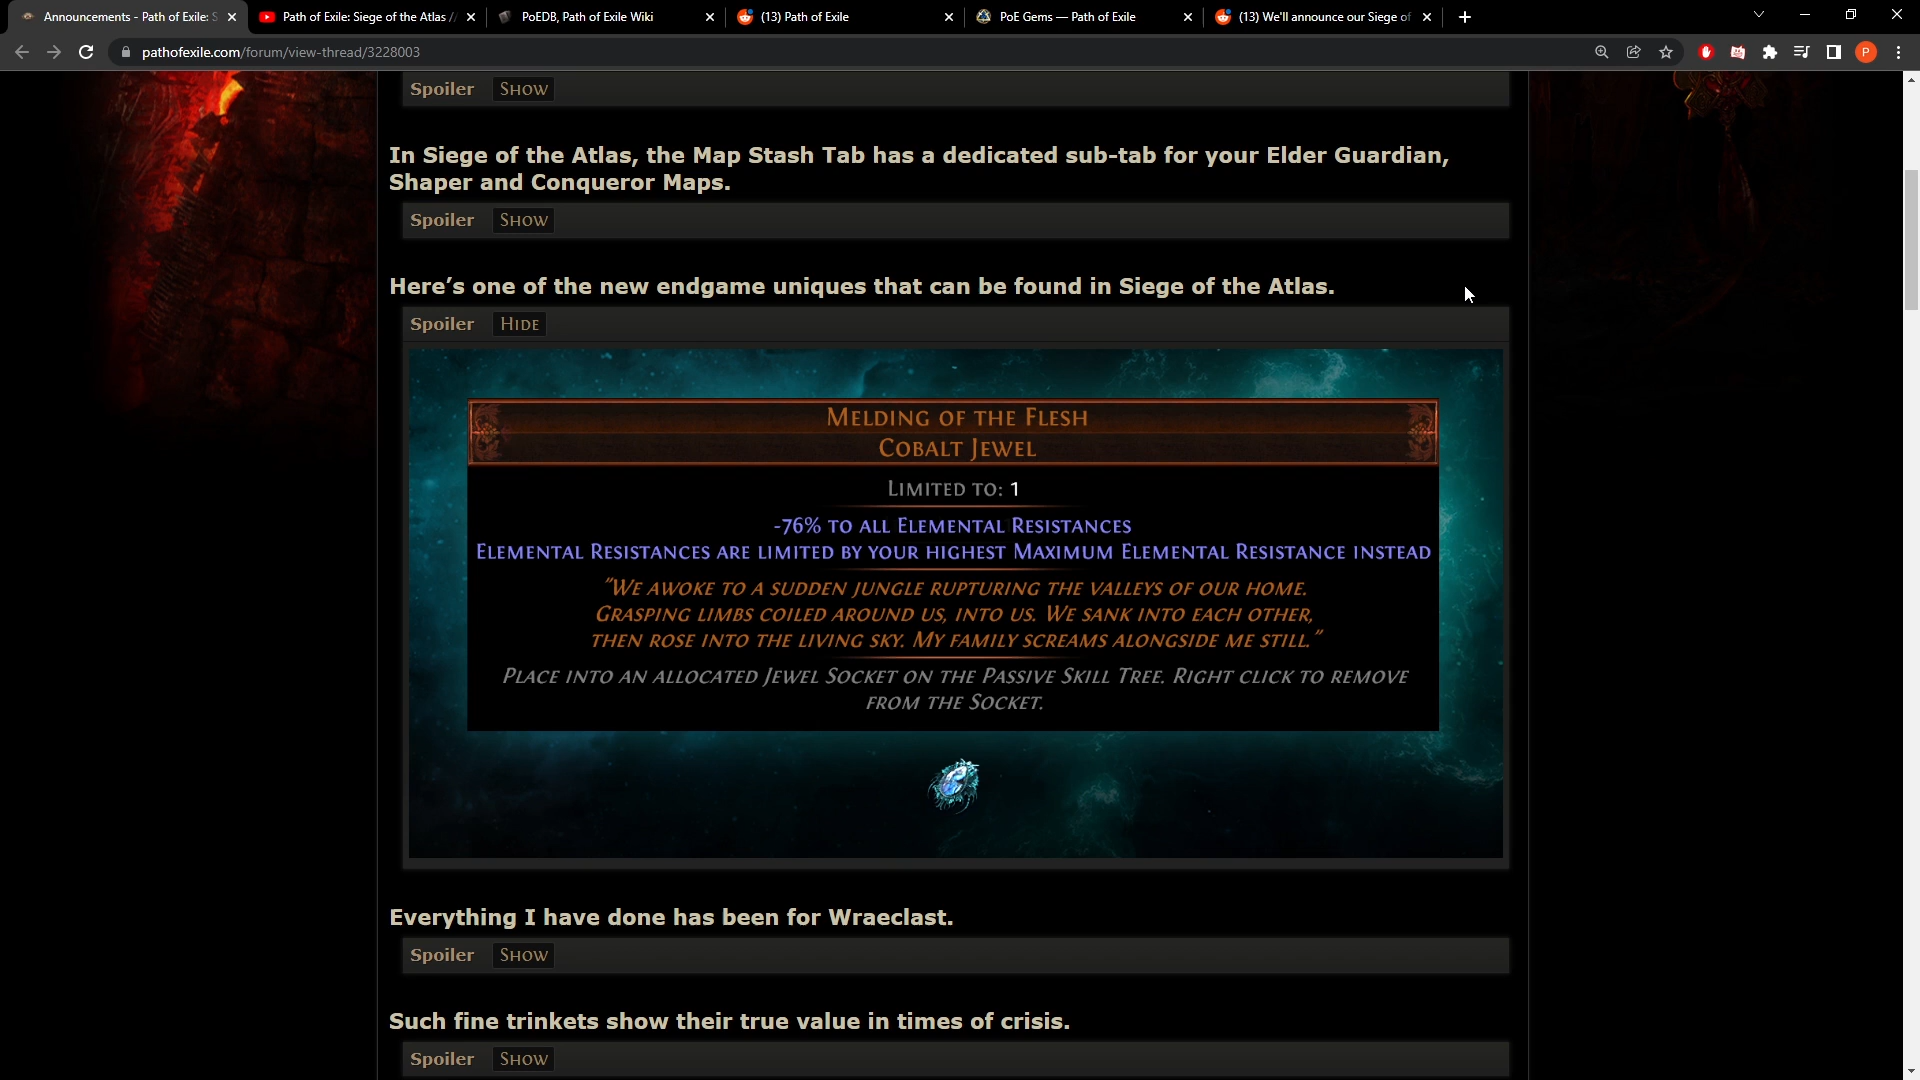 Announcements - Path of Exile: S
Path of Exile: Siege of the Atlas /
PoEDB, Path of Exile Wiki
(13) Path of Exile
PoE Gems — Path of Exile
(13) We'll announce our Siege of
pathofexile.com/forum/view-thread/3228003
P
Spoiler Show
In Siege of the Atlas, the Map Stash Tab has a dedicated sub-tab for your Elder Guardian,
Shaper and Conqueror Maps.
Spoiler Show
Here's one of the new endgame uniques that can be found in Siege of the Atlas.
Spoiler Hide
Melding of the Flesh
Cobalt Jewel
Limited to: 1
-76% to all Elemental Resistances
Elemental Resistances are limited by your highest Maximum Elemental Resistance instead
"We awoke to a sudden jungle rupturing the valleys of our home.
Grasping limbs coiled around us, into us. We sank into each other,
then rose into the living sky. My family screams alongside me still."
Place into an allocated Jewel Socket on the Passive Skill Tree. Right click to remove
from the Socket.
Everything I have done has been for Wraeclast.
Spoiler Show
Such fine trinkets show their true value in times of crisis.
Spoiler Show